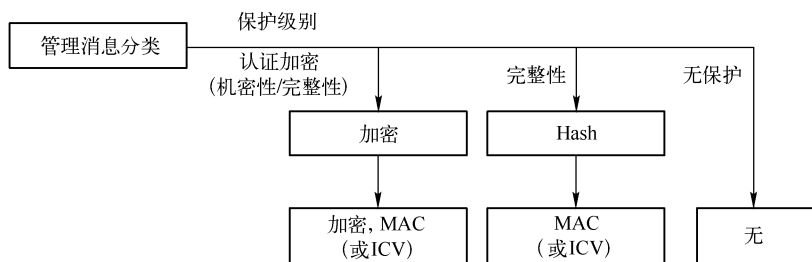 保护级别
管理消息分类
认证加密
(机密性/完整性)
完整性
无保护
加密
Hash
加密, MAC
(或ICV)
MAC
(或ICV)
无